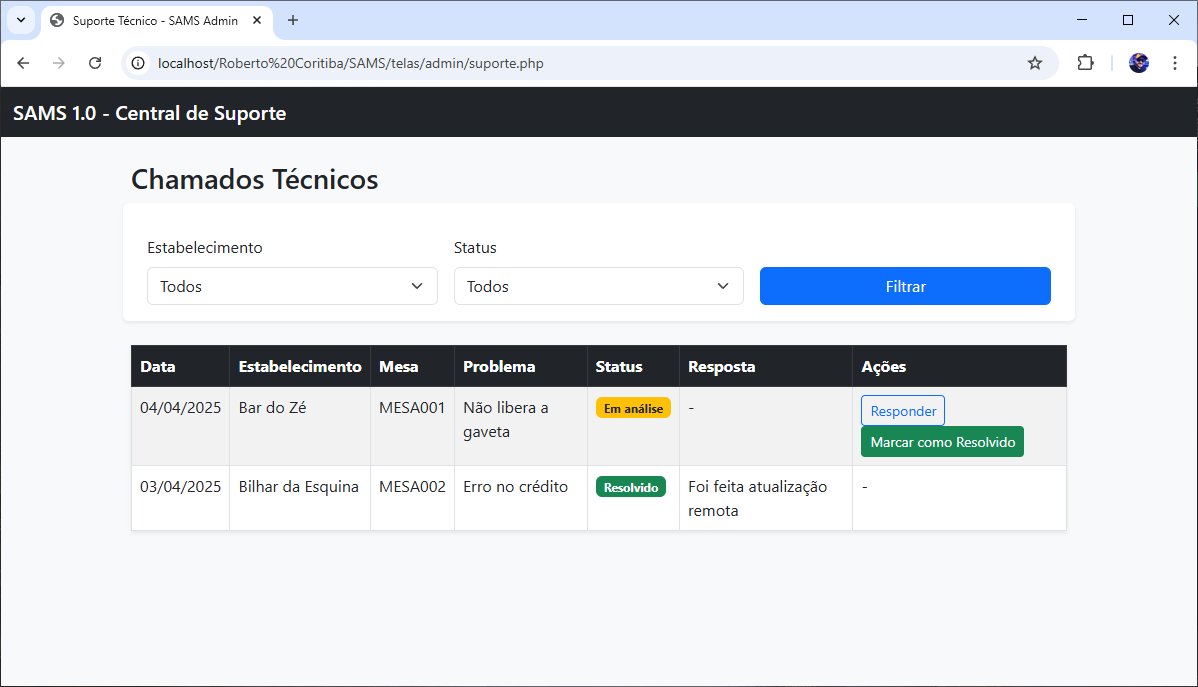 Suporte Técnico - SAMS Admin
localhost/Roberto%20Coritiba/SAMS/telas/admin/suporte.php
SAMS 1.0 - Central de Suporte
Chamados Técnicos
Estabelecimento Status
Todos Todos Filtrar
Data Estabelecimento Mesa Problema Status Resposta Ações
04/04/2025 Bar do Zé MESA001 Não libera a Em análise - Responder
gaveta Marcar como Resolvido
03/04/2025 Bilhar da Esquina MESA002 Erro no crédito Resolvido Foi feita atualização -
remota